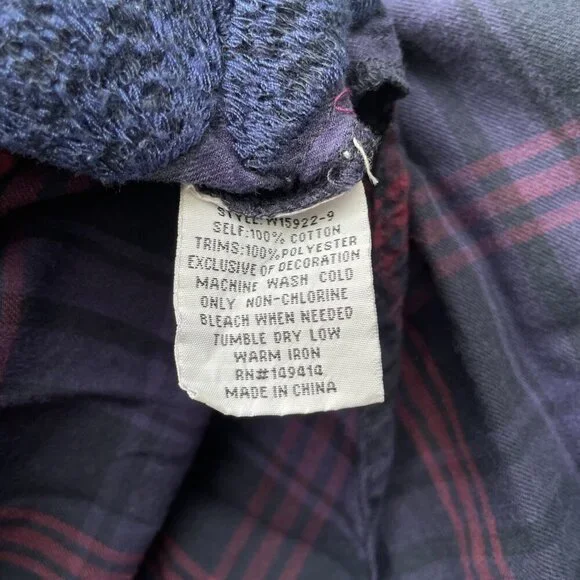 STYLE: W15922-9
SELF:100% COTTON
TRIMS:100% POLYESTER
EXCLUSIVE OF DECORATION
MACHINE WASH COLD
ONLY NON-CHLORINE
BLEACH WHEN NEEDED
TUMBLE DRY LOW
WARM IRON
RN#149414
MADE IN CHINA